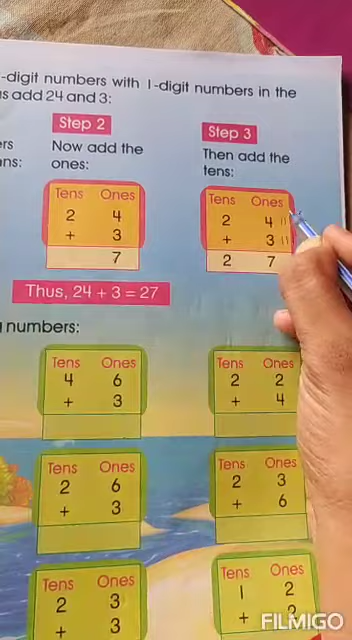 -digit numbers with 1-digit numbers in the
us add 24 and 3:
Step 2
Step 3
Now add the
ones:
Then add the
tens:
Tens Ones
2 4
+ 3
7
Tens Ones
2 4
+ 3
2 7
Thus, 24 + 3 = 27
numbers:
Tens Ones
4 6
+ 3
Tens Ones
2 2
+ 4
Tens Ones
2 6
+ 3
Tens Ones
2 3
+ 6
Tens Ones
2 3
+ 3
Tens Ones
1 2
+
FILMIGO